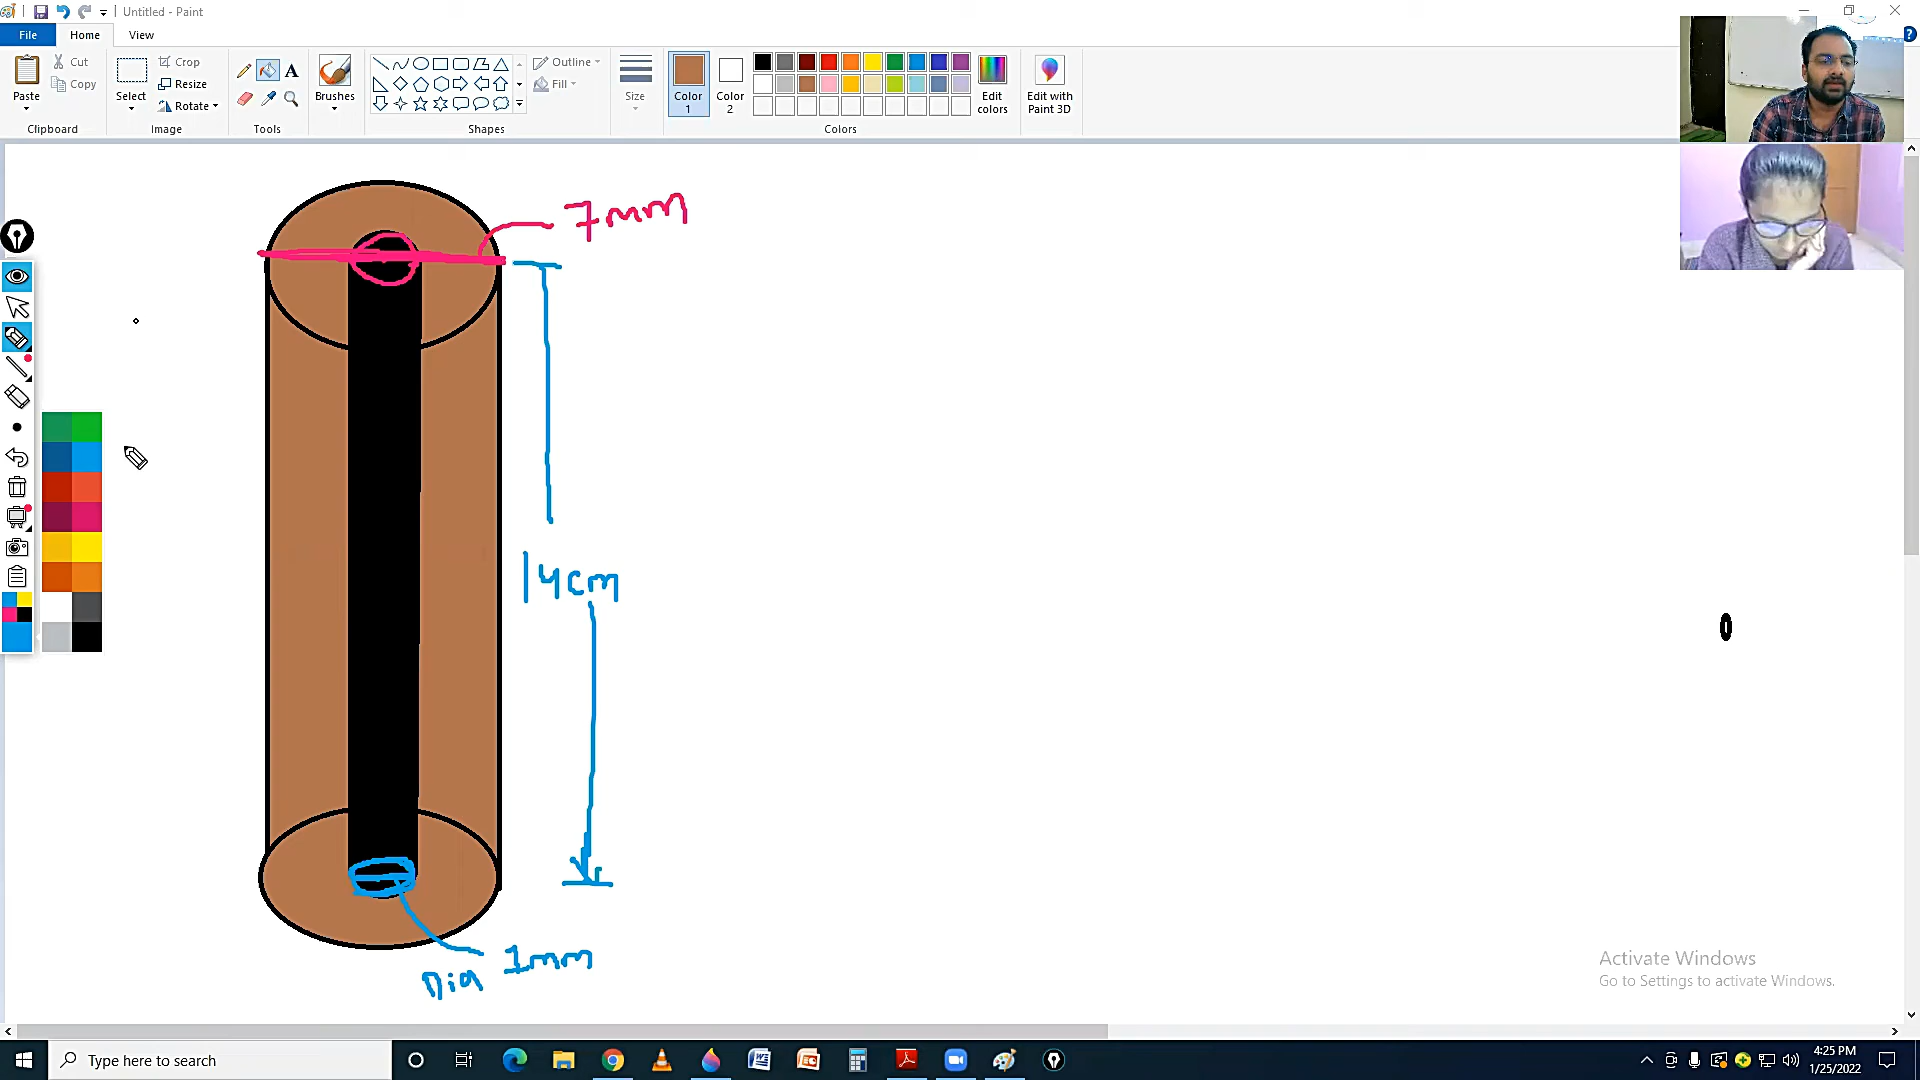 Untitled - Paint
File Home View
Paste
Cut
Copy
Clipboard
Select
Crop
Resize
Rotate
Image
Tools
Brushes
Shapes
Outline
Fill
Size
Color 1
Color 2
Colors
Edit colors
Edit with Paint 3D
7mm
14cm
Dia 1mm
Activate Windows
Go to Settings to activate Windows.
Type here to search
4:25 PM
1/25/2022